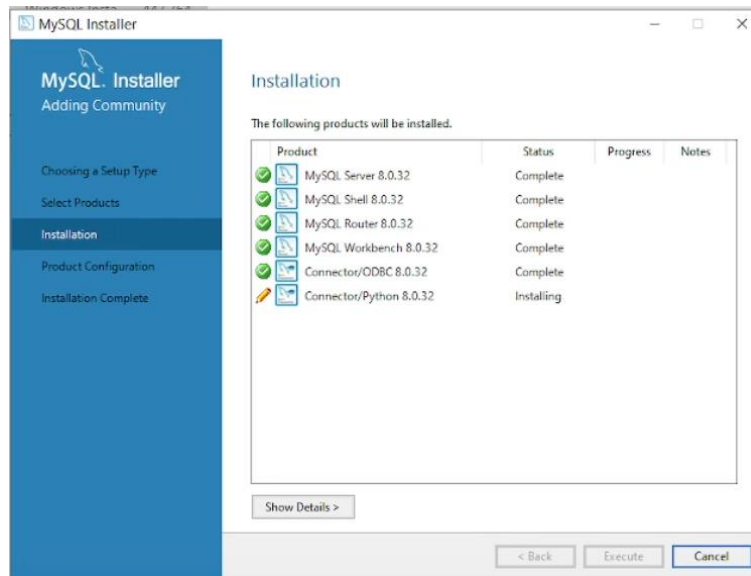 MySQL Installer
MySQL. Installer
Adding Community
Choosing a Setup Type
Select Products
Installation
Product Configuration
Installation Complete
Installation
The following products will be installed.
Product Status Progress Notes
MySQL Server 8.0.32 Complete
MySQL Shell 8.0.32 Complete
MySQL Router 8.0.32 Complete
MySQL Workbench 8.0.32 Complete
Connector/ODBC 8.0.32 Complete
Connector/Python 8.0.32 Installing
Show Details >
< Back Execute Cancel